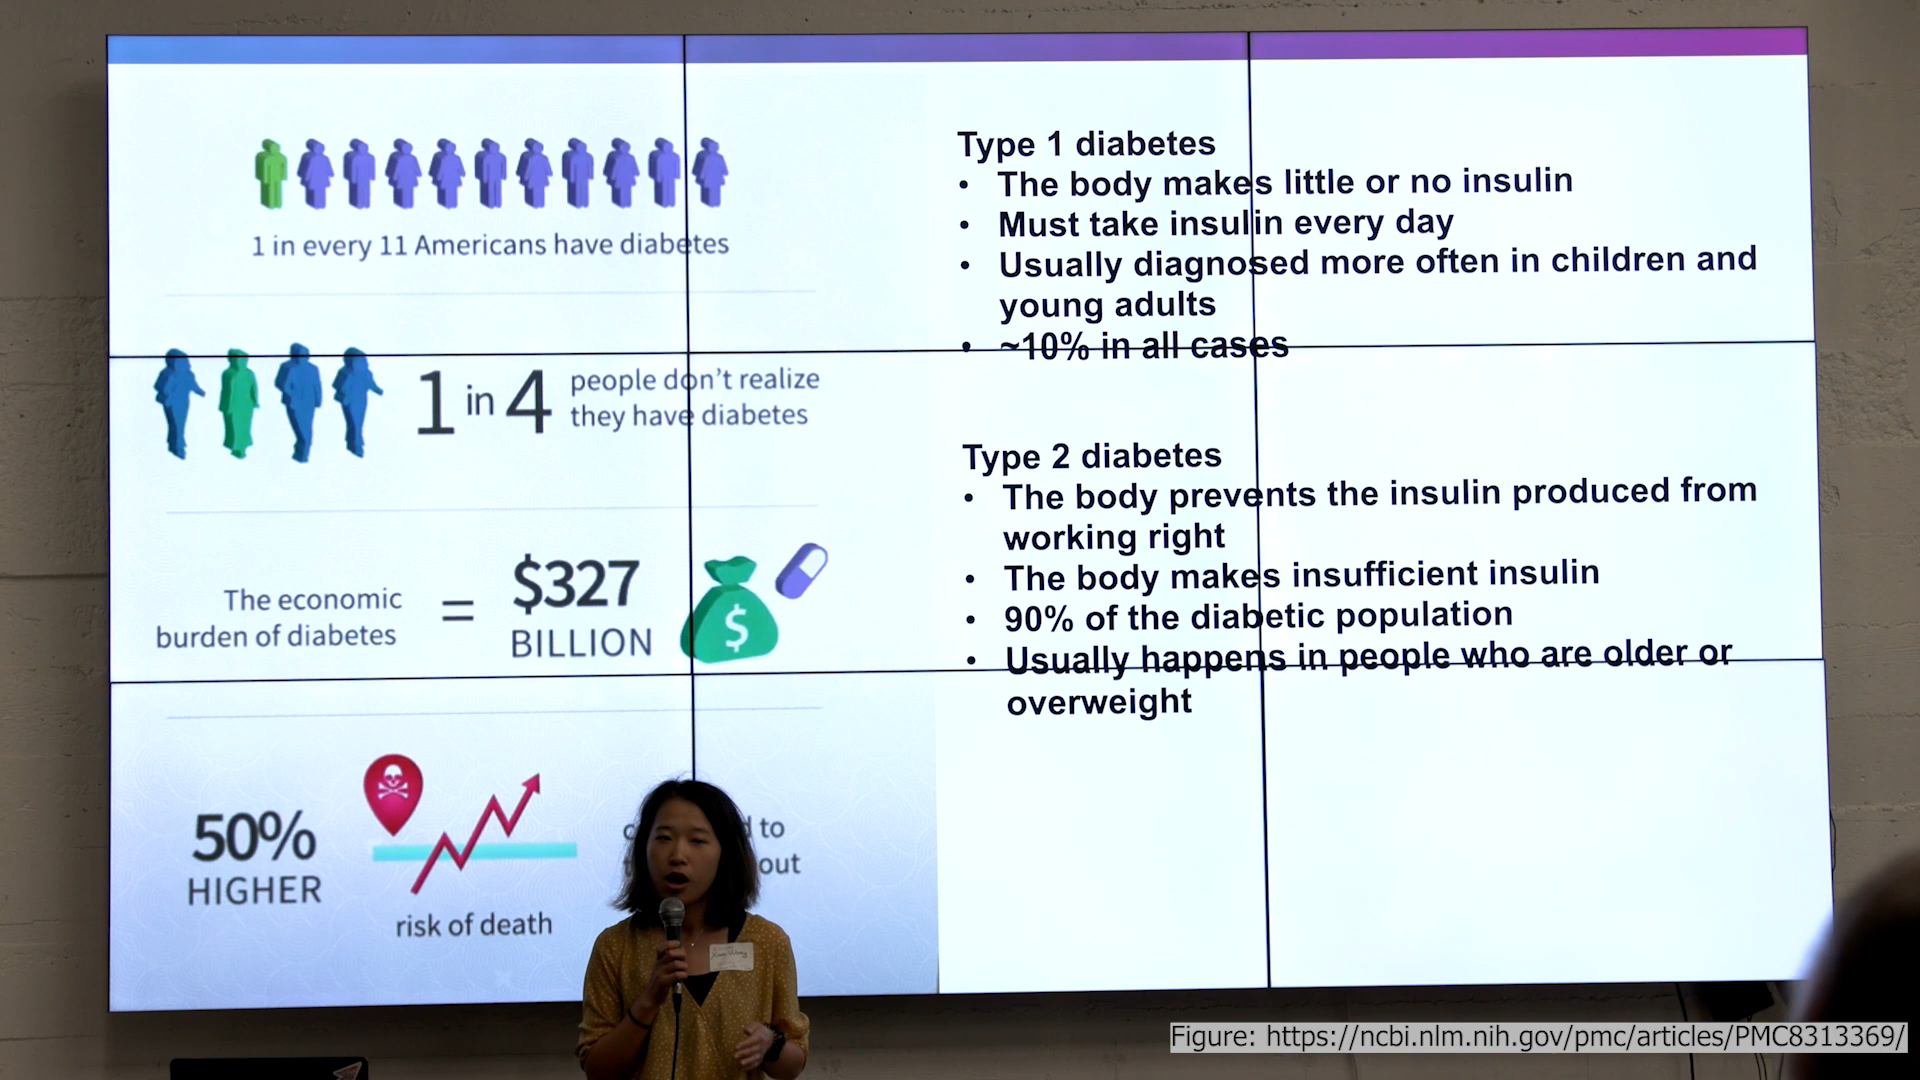 1 in every 11 Americans have diabetes
1 in 4 people don't realize
they have diabetes
The economic
burden of diabetes
=
$327
BILLION
$
50%
HIGHER
risk of death
to
out
Type 1 diabetes
• The body makes little or no insulin
• Must take insulin every day
• Usually diagnosed more often in children and
young adults
• ~10% in all cases
Type 2 diabetes
• The body prevents the insulin produced from
working right
• The body makes insufficient insulin
• 90% of the diabetic population
• Usually happens in people who are older or
overweight
Figure: https://ncbi.nlm.nih.gov/pmc/articles/PMC8313369/